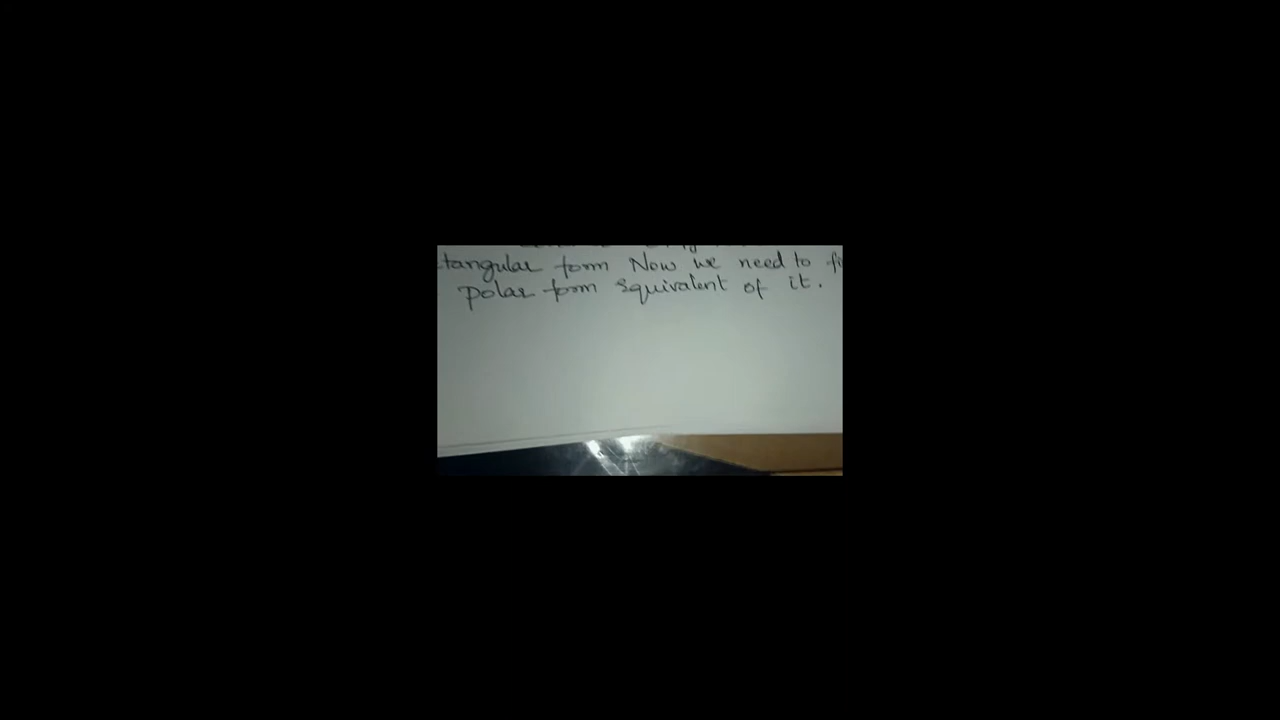 tangular form Now we need to
polar form equivalent of it.